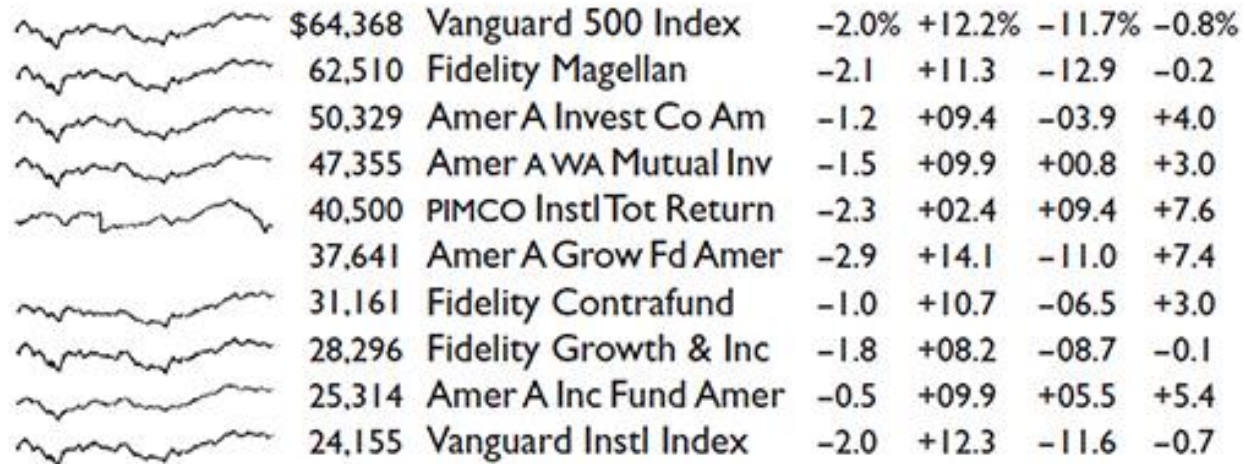 $64,368 Vanguard 500 Index –2.0% +12.2% –11.7% –0.8%
62,510 Fidelity Magellan –2.1 +11.3 –12.9 –0.2
50,329 Amer A Invest Co Am –1.2 +09.4 –03.9 +4.0
47,355 Amer A WA Mutual Inv –1.5 +09.9 +00.8 +3.0
40,500 PIMCO Instl Tot Return –2.3 +02.4 +09.4 +7.6
37,641 Amer A Grow Fd Amer –2.9 +14.1 –11.0 +7.4
31,161 Fidelity Contrafund –1.0 +10.7 –06.5 +3.0
28,296 Fidelity Growth & Inc –1.8 +08.2 –08.7 –0.1
25,314 Amer A Inc Fund Amer –0.5 +09.9 +05.5 +5.4
24,155 Vanguard Instl Index –2.0 +12.3 –11.6 –0.7